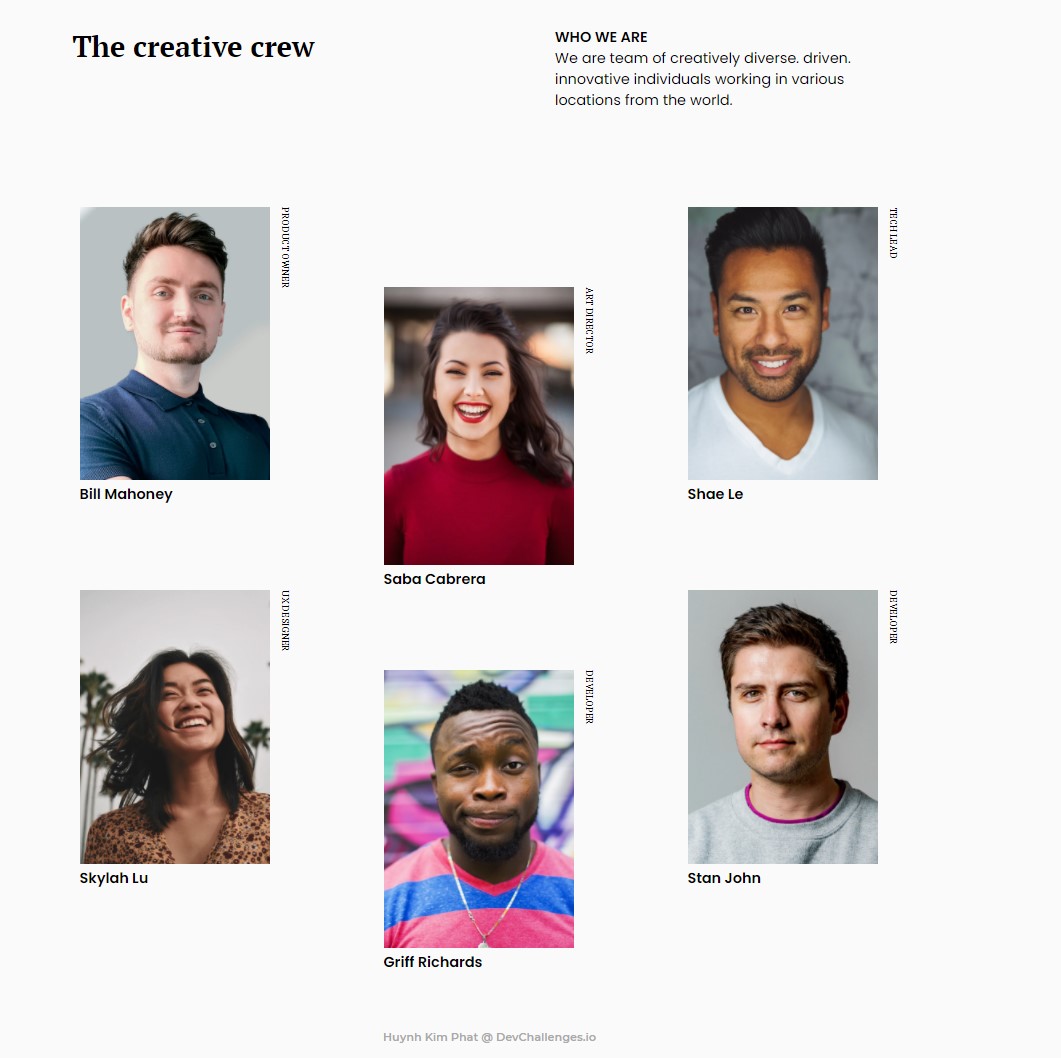 The creative crew
WHO WE ARE
We are team of creatively diverse. driven.
innovative individuals working in various
locations from the world.
PRODUCT OWNER
Bill Mahoney
ART DIRECTOR
Saba Cabrera
TECH LEAD
Shae Le
UX DESIGNER
Skylah Lu
DEVELOPER
Griff Richards
DEVELOPER
Stan John
Huynh Kim Phat @ DevChallenges.io